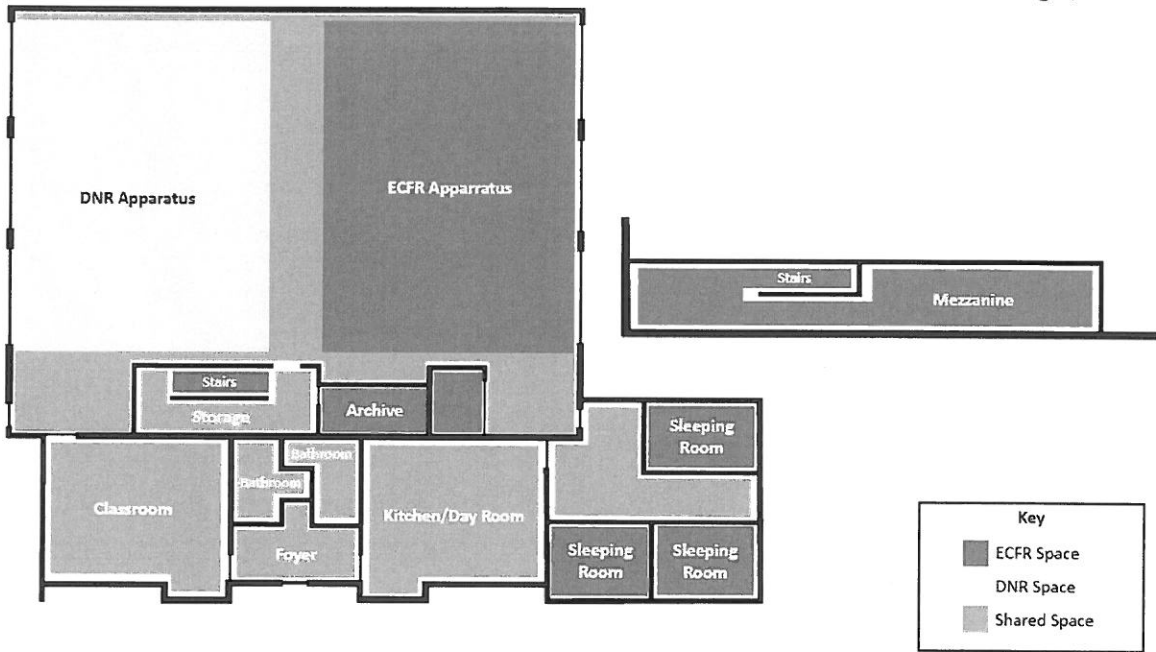 DNR Apparatus
ECFR Apparratus
Stairs
Mezzanine
Stairs
Storage
Archive
Sleeping
Room
Bathroom
Bathroom
Classroom
Kitchen/Day Room
Foyer
Sleeping
Room
Sleeping
Room
Key
ECFR Space
DNR Space
Shared Space